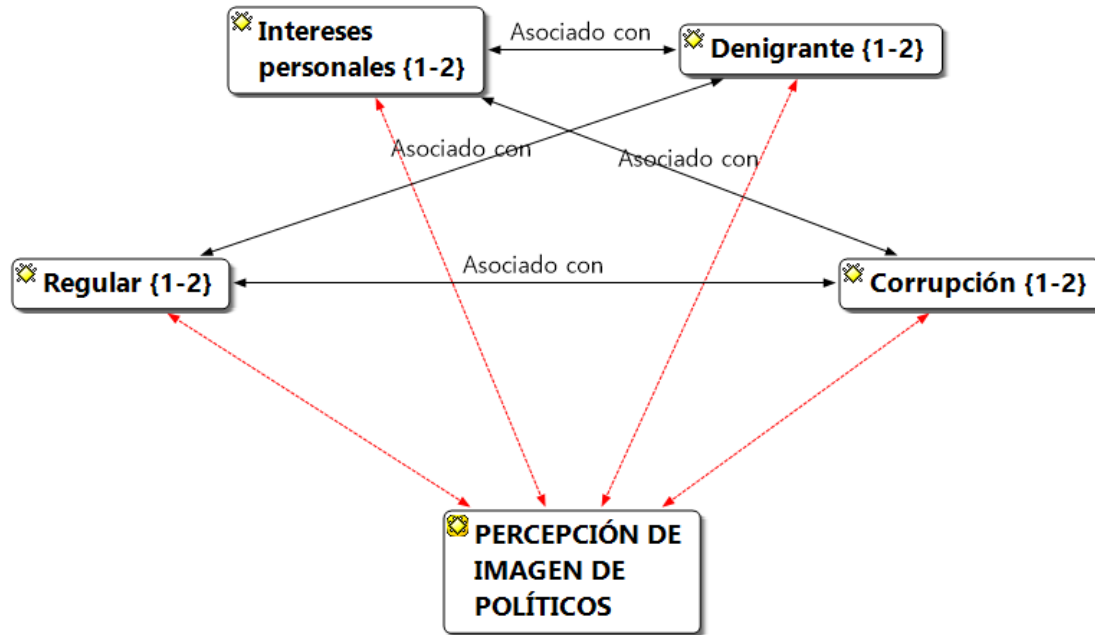 Intereses
personales {1-2}
Asociado con
Denigrante {1-2}
Asociado con
Asociado con
Regular {1-2}
Asociado con
Corrupción {1-2}
PERCEPCIÓN DE
IMAGEN DE
POLÍTICOS